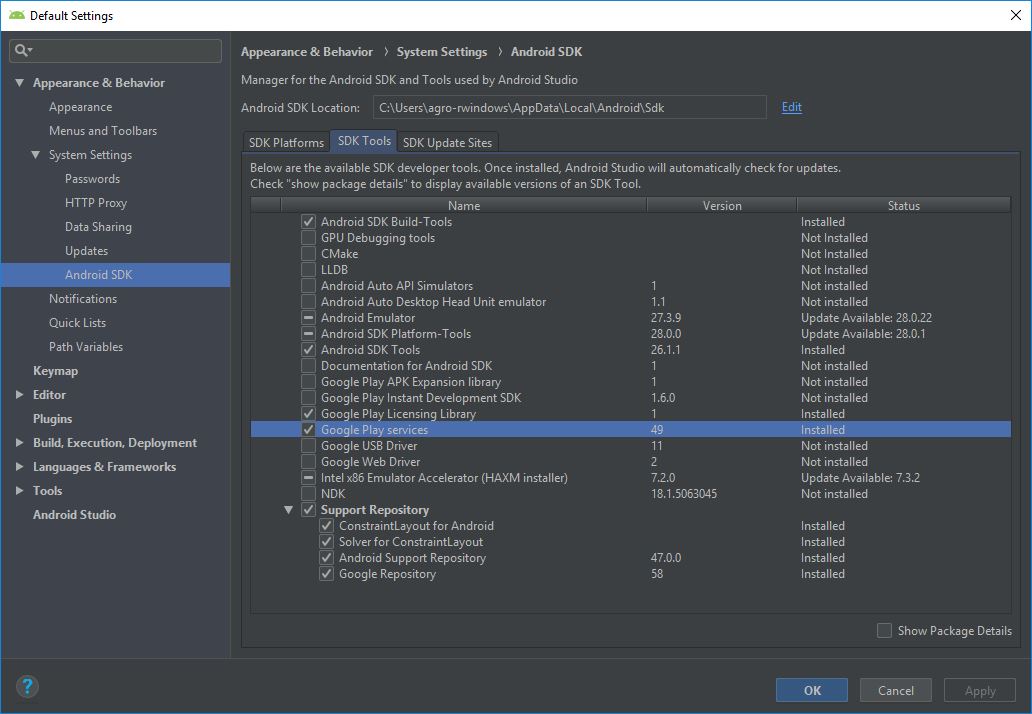 Default Settings
Appearance & Behavior
Appearance
Menus and Toolbars
System Settings
Passwords
HTTP Proxy
Data Sharing
Updates
Android SDK
Notifications
Quick Lists
Path Variables
Keymap
Editor
Plugins
Build, Execution, Deployment
Languages & Frameworks
Tools
Android Studio
Appearance & Behavior › System Settings › Android SDK
Manager for the Android SDK and Tools used by Android Studio
Android SDK Location: C:\Users\agro-rwindows\AppData\Local\Android\Sdk Edit
SDK Platforms SDK Tools SDK Update Sites
Below are the available SDK developer tools. Once installed, Android Studio will automatically check for updates.
Check "show package details" to display available versions of an SDK Tool.
Name Version Status
Android SDK Build-Tools Installed
GPU Debugging tools Not Installed
CMake Not Installed
LLDB Not Installed
Android Auto API Simulators 1 Not installed
Android Auto Desktop Head Unit emulator 1.1 Not installed
Android Emulator 27.3.9 Update Available: 28.0.22
Android SDK Platform-Tools 28.0.0 Update Available: 28.0.1
Android SDK Tools 26.1.1 Installed
Documentation for Android SDK 1 Not installed
Google Play APK Expansion library 1 Not installed
Google Play Instant Development SDK 1.6.0 Not installed
Google Play Licensing Library 1 Installed
Google Play services 49 Installed
Google USB Driver 11 Not installed
Google Web Driver 2 Not installed
Intel x86 Emulator Accelerator (HAXM installer) 7.2.0 Update Available: 7.3.2
NDK 18.1.5063045 Not installed
Support Repository
ConstraintLayout for Android Installed
Solver for ConstraintLayout Installed
Android Support Repository 47.0.0 Installed
Google Repository 58 Installed
Show Package Details
? OK Cancel Apply